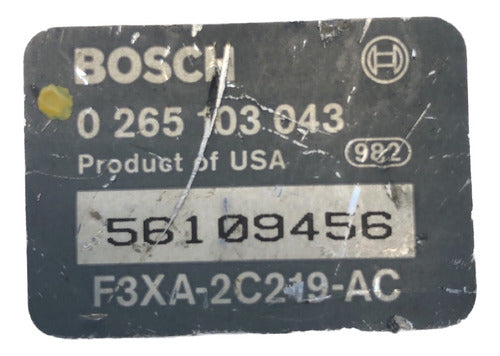 BOSCH
0 265 103 043
Product of USA 982
56109456
F3XA-2C219-AC